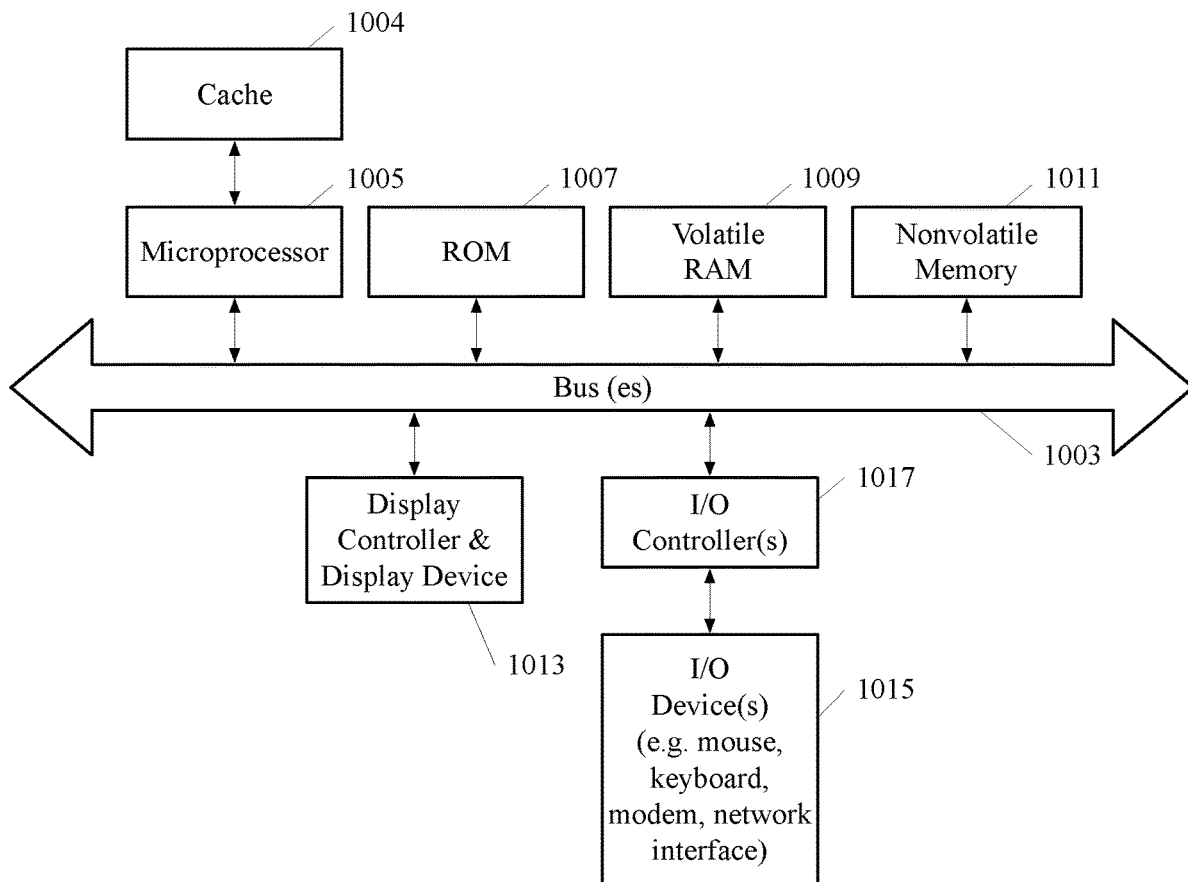 1004
Cache
1005
1007
1009
1011
Microprocessor
ROM
Volatile
RAM
Nonvolatile
Memory
Bus (es)
1003
Display
Controller &
Display Device
1013
1017
I/O
Controller(s)
I/O
Device(s)
(e.g. mouse,
keyboard,
modem, network
interface)
1015